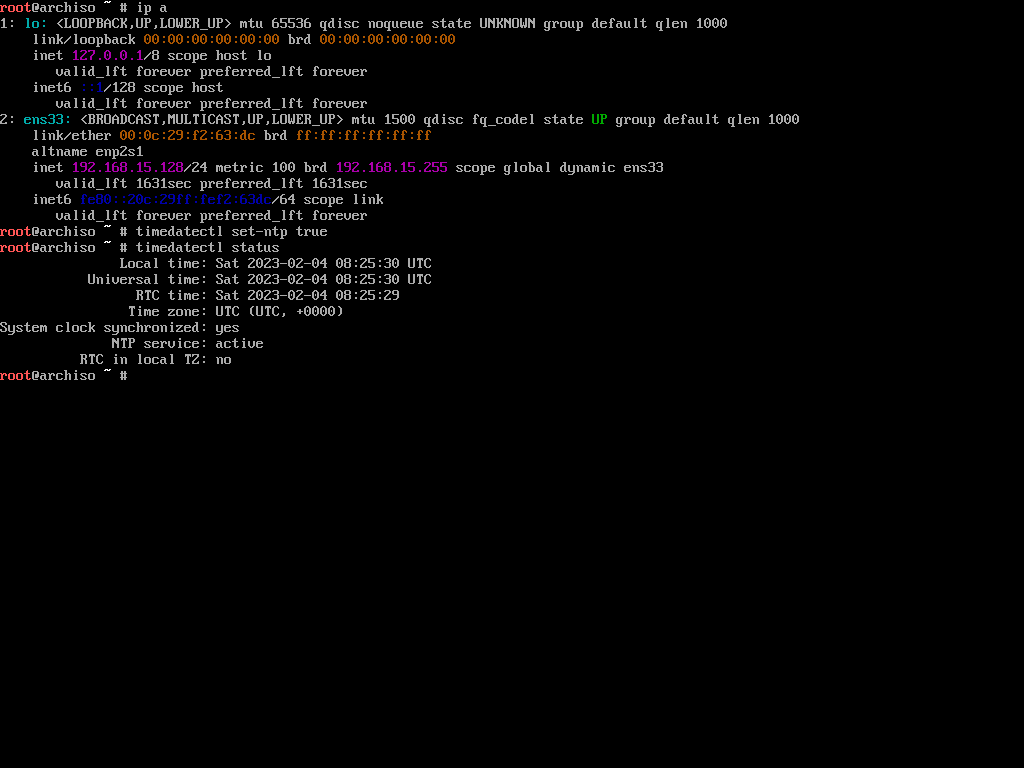 root@archiso ~ # ip a
1: lo: <LOOPBACK,UP,LOWER_UP> mtu 65536 qdisc noqueue state UNKNOWN group default qlen 1000
    link/loopback 00:00:00:00:00:00 brd 00:00:00:00:00:00
    inet 127.0.0.1/8 scope host lo
       valid_lft forever preferred_lft forever
    inet6 ::1/128 scope host
       valid_lft forever preferred_lft forever
2: ens33: <BROADCAST,MULTICAST,UP,LOWER_UP> mtu 1500 qdisc fq_codel state UP group default qlen 1000
    link/ether 00:0c:29:f2:63:dc brd ff:ff:ff:ff:ff:ff
    altname enp2s1
    inet 192.168.15.128/24 metric 100 brd 192.168.15.255 scope global dynamic ens33
       valid_lft 1631sec preferred_lft 1631sec
    inet6 fe80::20c:29ff:fef2:63dc/64 scope link
       valid_lft forever preferred_lft forever
root@archiso ~ # timedatectl set-ntp true
root@archiso ~ # timedatectl status
               Local time: Sat 2023-02-04 08:25:30 UTC
           Universal time: Sat 2023-02-04 08:25:30 UTC
                 RTC time: Sat 2023-02-04 08:25:29
                Time zone: UTC (UTC, +0000)
System clock synchronized: yes
              NTP service: active
          RTC in local TZ: no
root@archiso ~ #